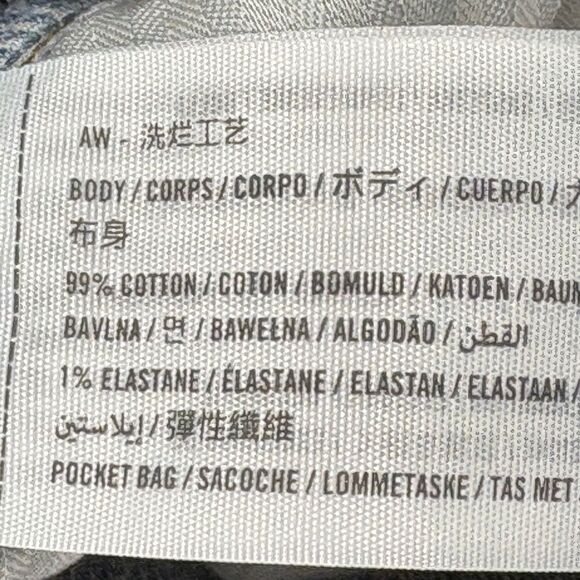 AW - 洗烂工艺
BODY / CORPS / CORPO / ボディ / CUERPO /
布身
99% COTTON / COTON / BOMULD / KATOEN / BAUM
BAVLNA / 면 / BAWEŁNA / ALGODÃO / القطن
1% ELASTANE / ÉLASTANE / ELASTAN / ELASTAAN /
إيلاستين / 彈性纖維
POCKET BAG / SACOCHE / LOMMETASKE / TAS MET